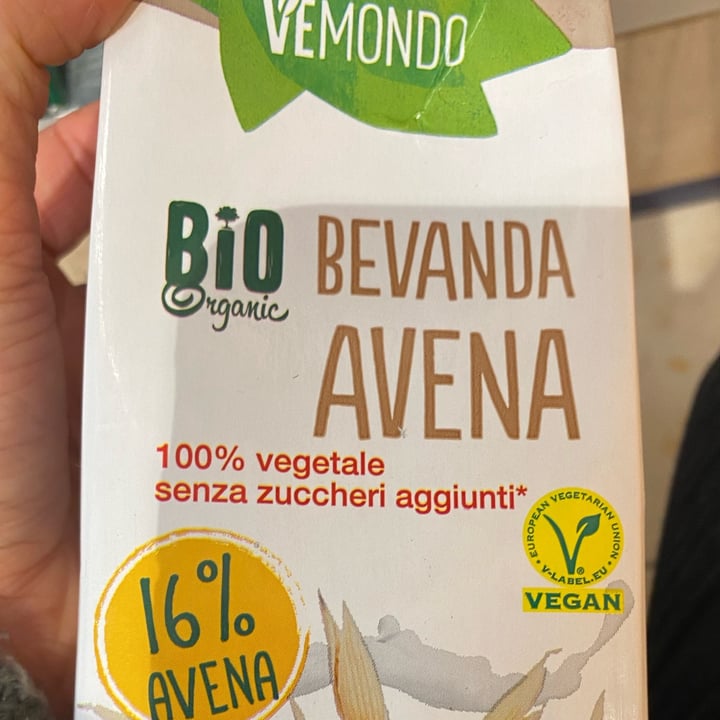 VEMONDO
BiO
Organic
BEVANDA
AVENA
100% vegetale
senza zuccheri aggiunti*
EUROPEAN VEGETARIAN UNION
V-LABEL.EU
®
VEGAN
16%
AVENA